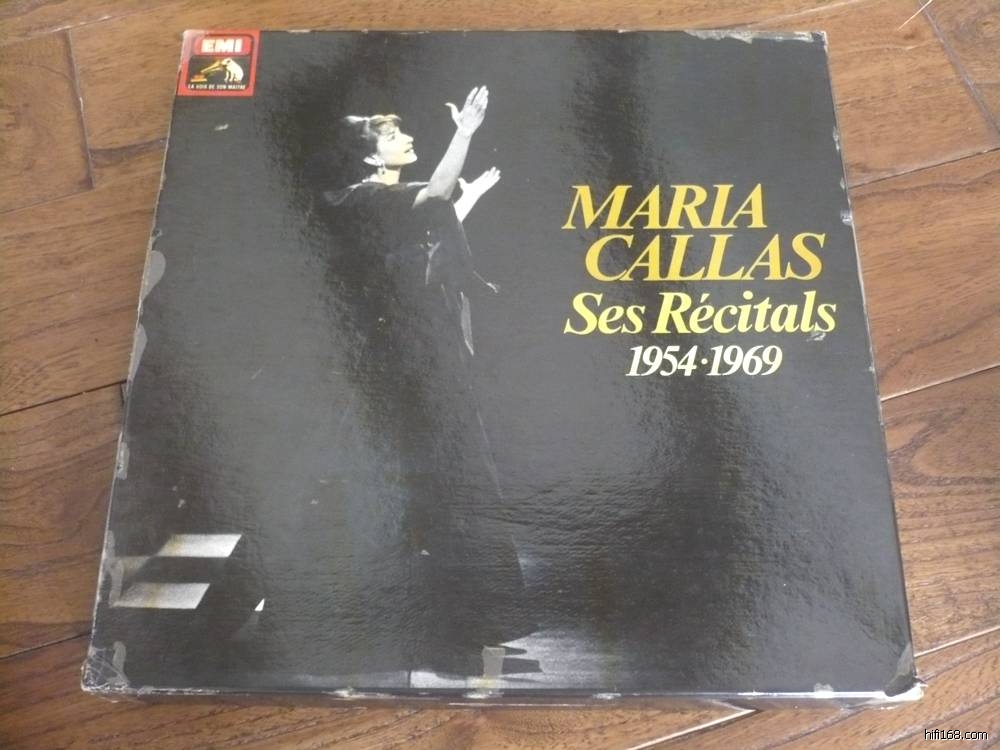 EMI
LA VOIX DE SON MAITRE
MARIA
CALLAS
Ses Récitals
1954·1969
hifi168.com